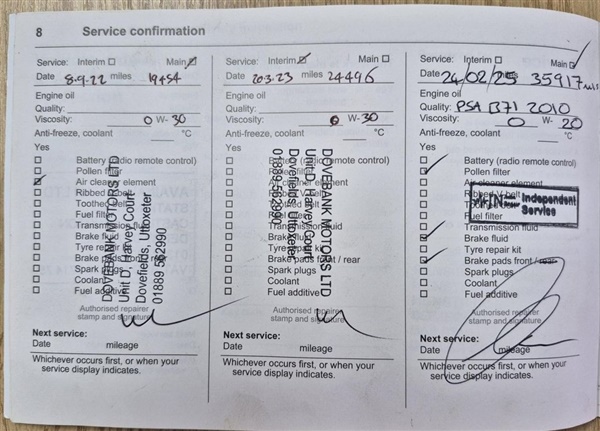 8 Service confirmation
Service: Interim ☐ Main ☑
Date 8-9-22 miles 19454
Engine oil
Quality:
Viscosity: 0 W- 30
Anti-freeze, coolant °C
☐ Battery (radio remote control)
☐ Pollen filter
☑ Air cleaner element
☐ Ribbed V-belt
☐ Toothed belt
☐ Fuel filter
☐ Transmission fluid
☐ Brake fluid
☐ Tyre repair kit
☐ Brake pads front / rear
☐ Spark plugs
☐ Coolant
☐ Fuel additive
DOVEBANK MOTORS LTD
Unit D, Harvey Court
Dovefields, Uttoxeter
01889 562990
Authorised repairer
stamp and signature
Next service:
Date mileage
Whichever occurs first, or when your
service display indicates.
Service: Interim ☑ Main ☐
Date 20.3.23 miles 24496
Engine oil
Quality:
Viscosity: 0 W- 30
Anti-freeze, coolant °C
☐ Battery (radio remote control)
☐ Pollen filter
☐ Air cleaner element
☐ Ribbed V-belt
☐ Toothed belt
☐ Fuel filter
☐ Transmission fluid
☐ Brake fluid
☐ Tyre repair kit
☐ Brake pads front / rear
☐ Spark plugs
☐ Coolant
☐ Fuel additive
DOVEBANK MOTORS LTD
Unit D, Harvey Court
Dovefields, Uttoxeter
01889 562990
Authorised repairer
stamp and signature
Next service:
Date mileage
Whichever occurs first, or when your
service display indicates.
Service: Interim ☐ Main ☑
Date 24/02/25 35917 mls
Engine oil
Quality: PSA B71 2010
Viscosity: 0 W- 20
Anti-freeze, coolant °C
☐ Battery (radio remote control)
☑ Pollen filter
☐ Air cleaner element
☐ Ribbed V-belt
☐
☐ Fuel filter
☐ Transmission fluid
☑ Brake fluid
☐ Tyre repair kit
☑ Brake pads front / rear
☐ Spark plugs
☐ Coolant
☐ Fuel additive
Independent
Service
Authorised repairer
stamp and signature
Next service:
Date mileage
Whichever occurs first, or when your
service display indicates.